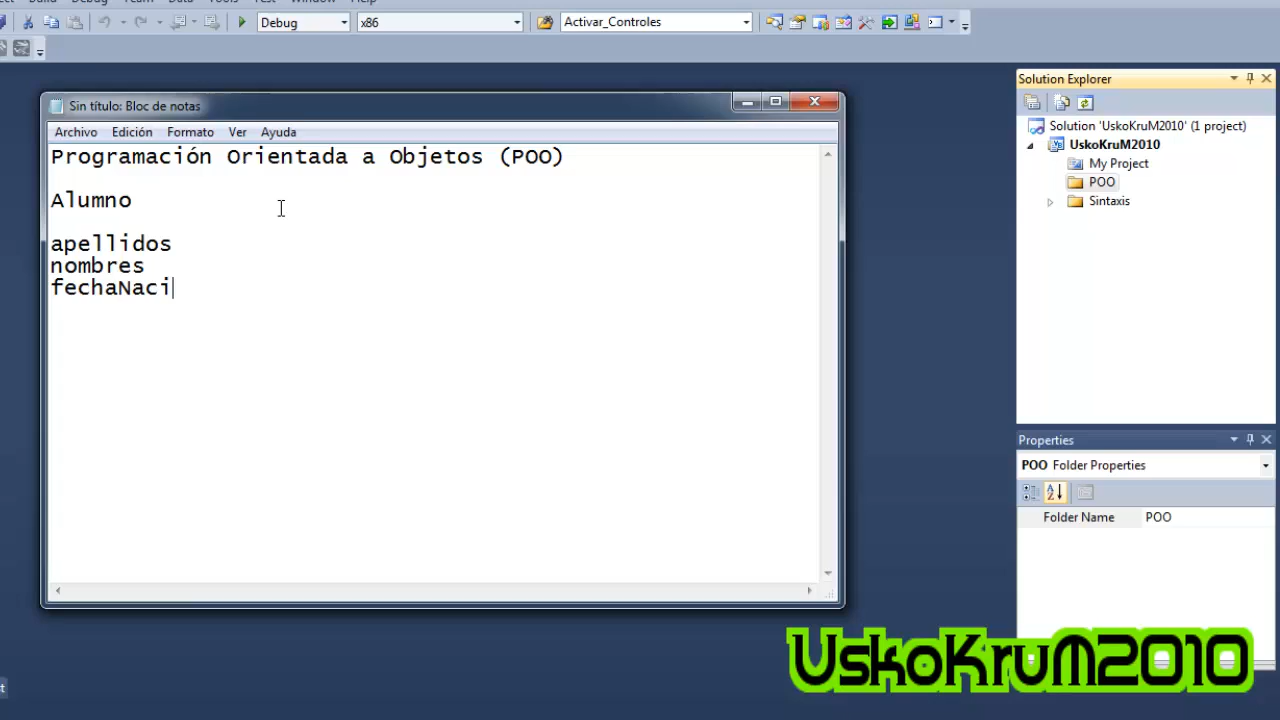 Debug
x86
Activar_Controles
Sin título: Bloc de notas
Archivo Edición Formato Ver Ayuda
Programación Orientada a Objetos (POO)
Alumno
apellidos
nombres
fechaNaci
Solution Explorer
Solution 'UskoKruM2010' (1 project)
UskoKruM2010
My Project
POO
Sintaxis
Properties
POO Folder Properties
Folder Name POO
UskoKruM2010